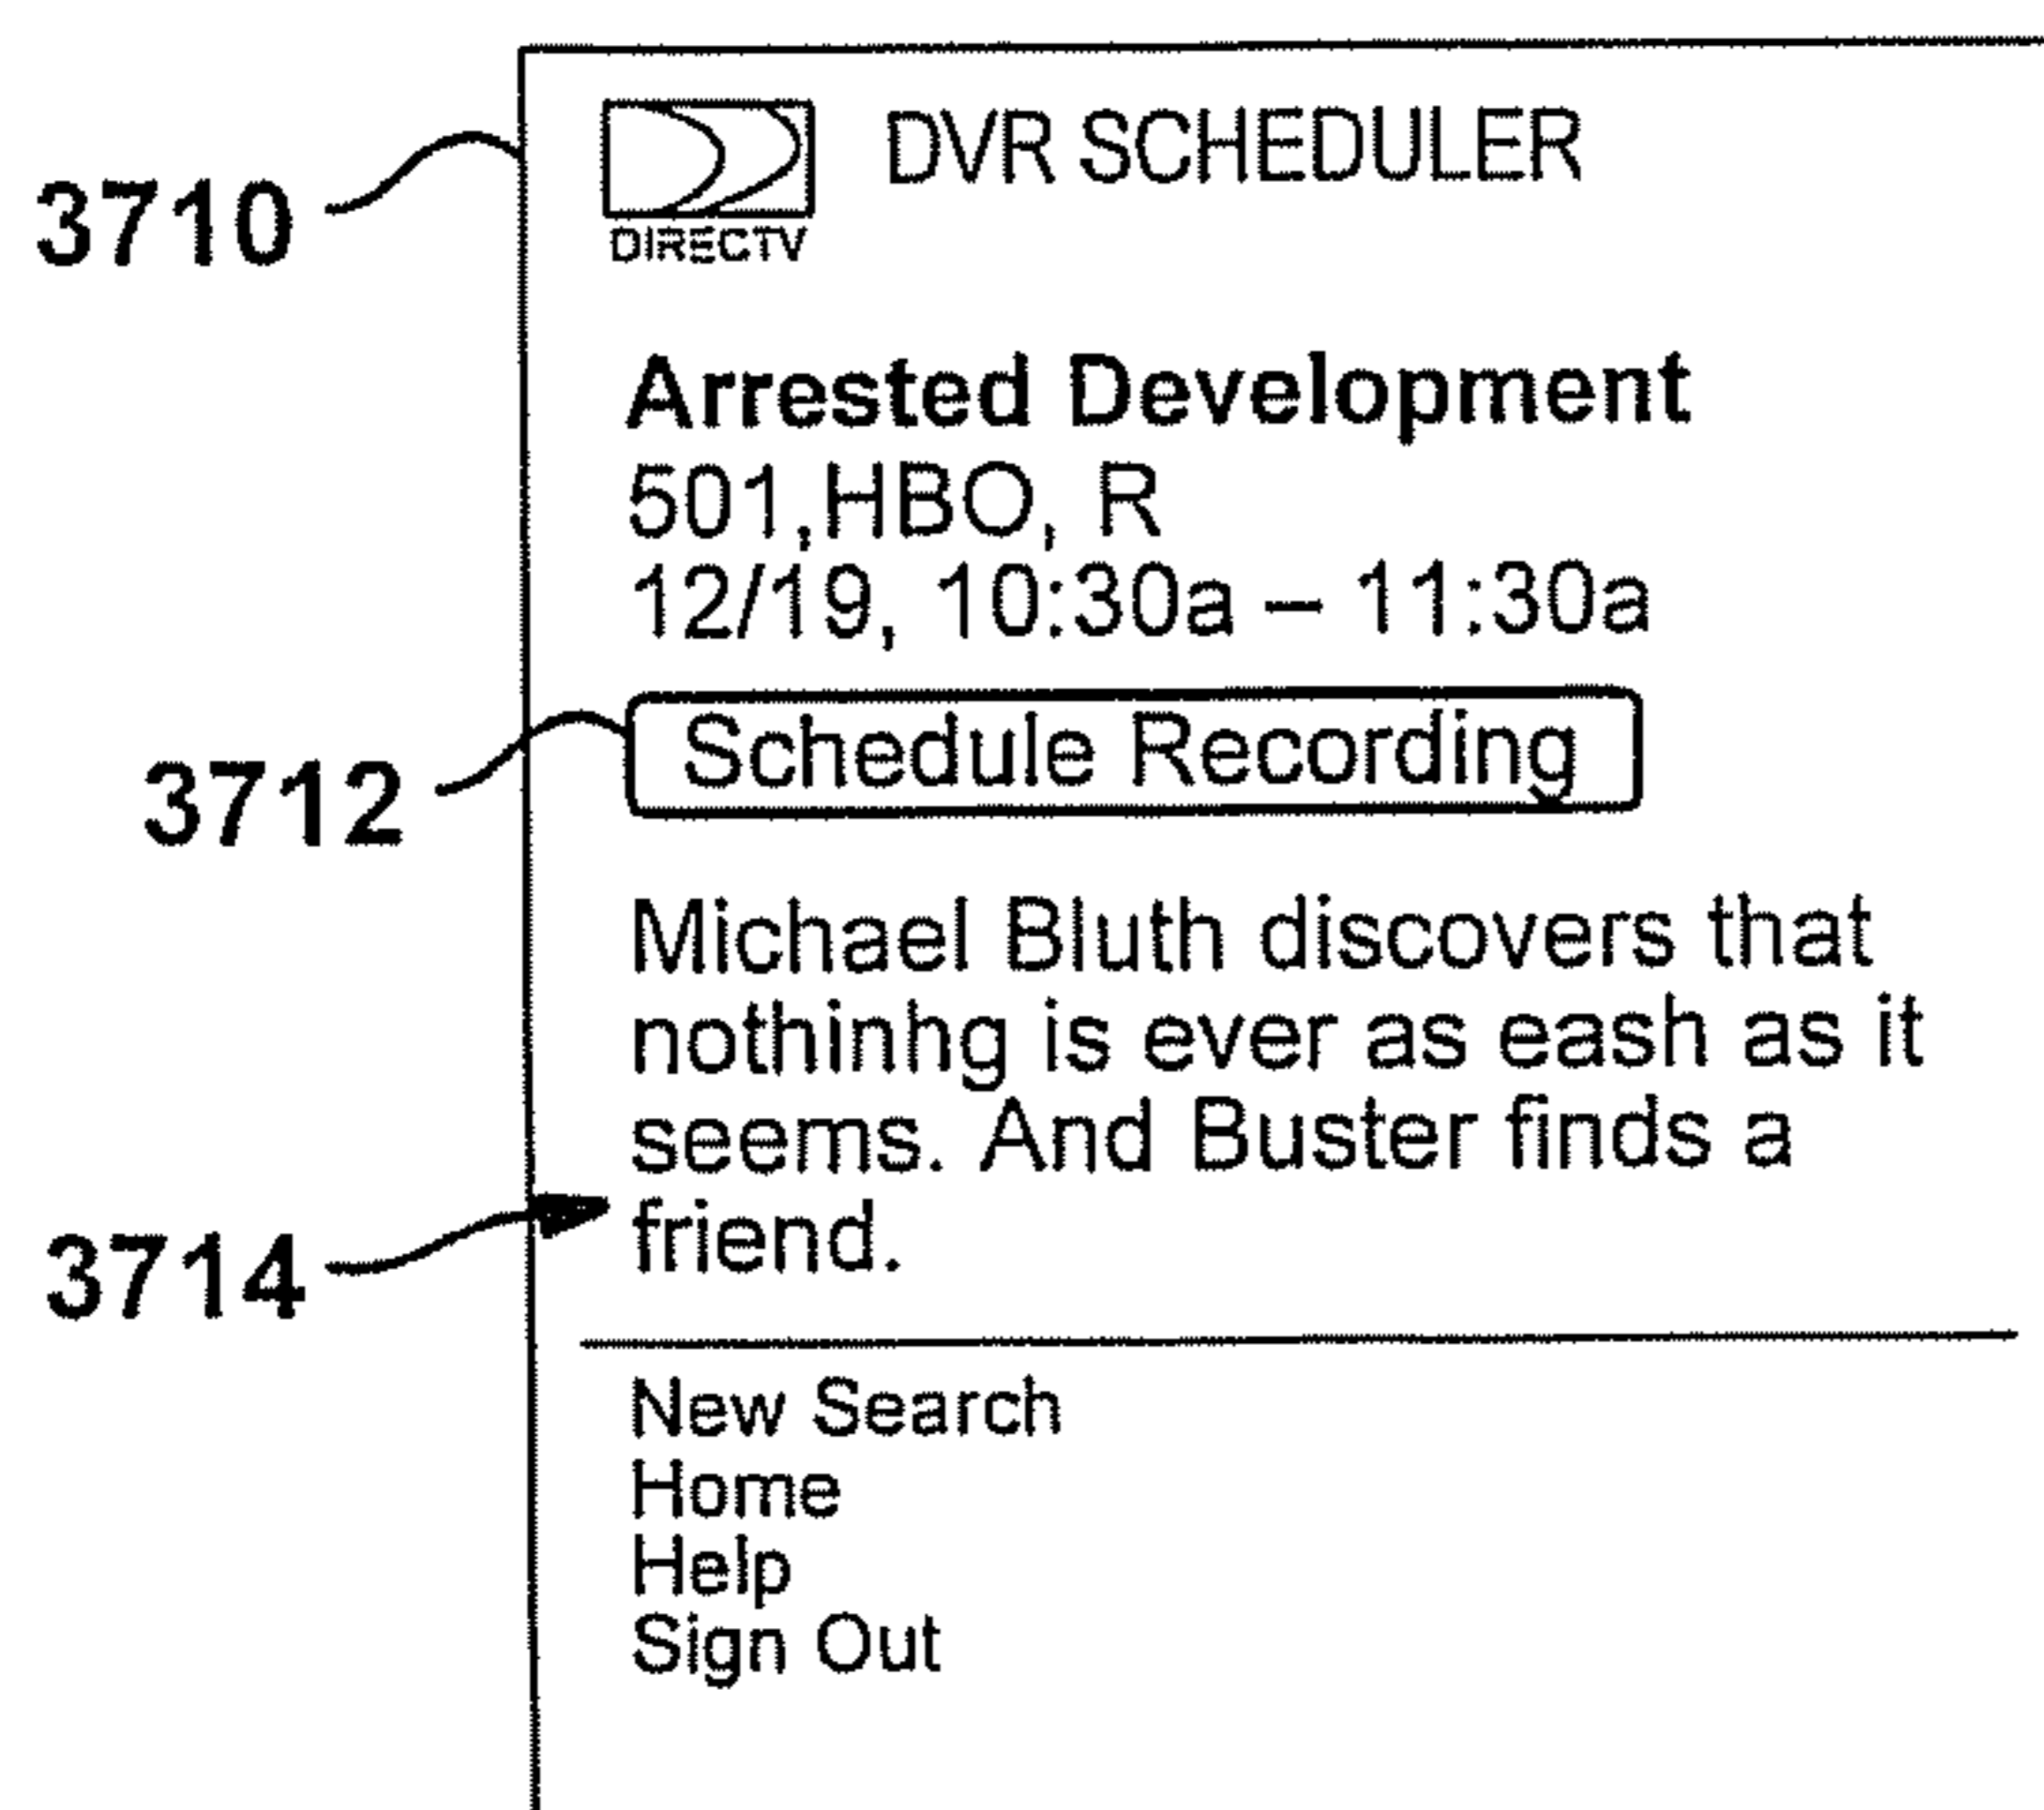 3710
DVR SCHEDULER
DIRECTV
Arrested Development
501,HBO, R
12/19, 10:30a – 11:30a
3712
Schedule Recording
Michael Bluth discovers that
nothinhg is ever as eash as it
seems. And Buster finds a
3714
friend.
New Search
Home
Help
Sign Out